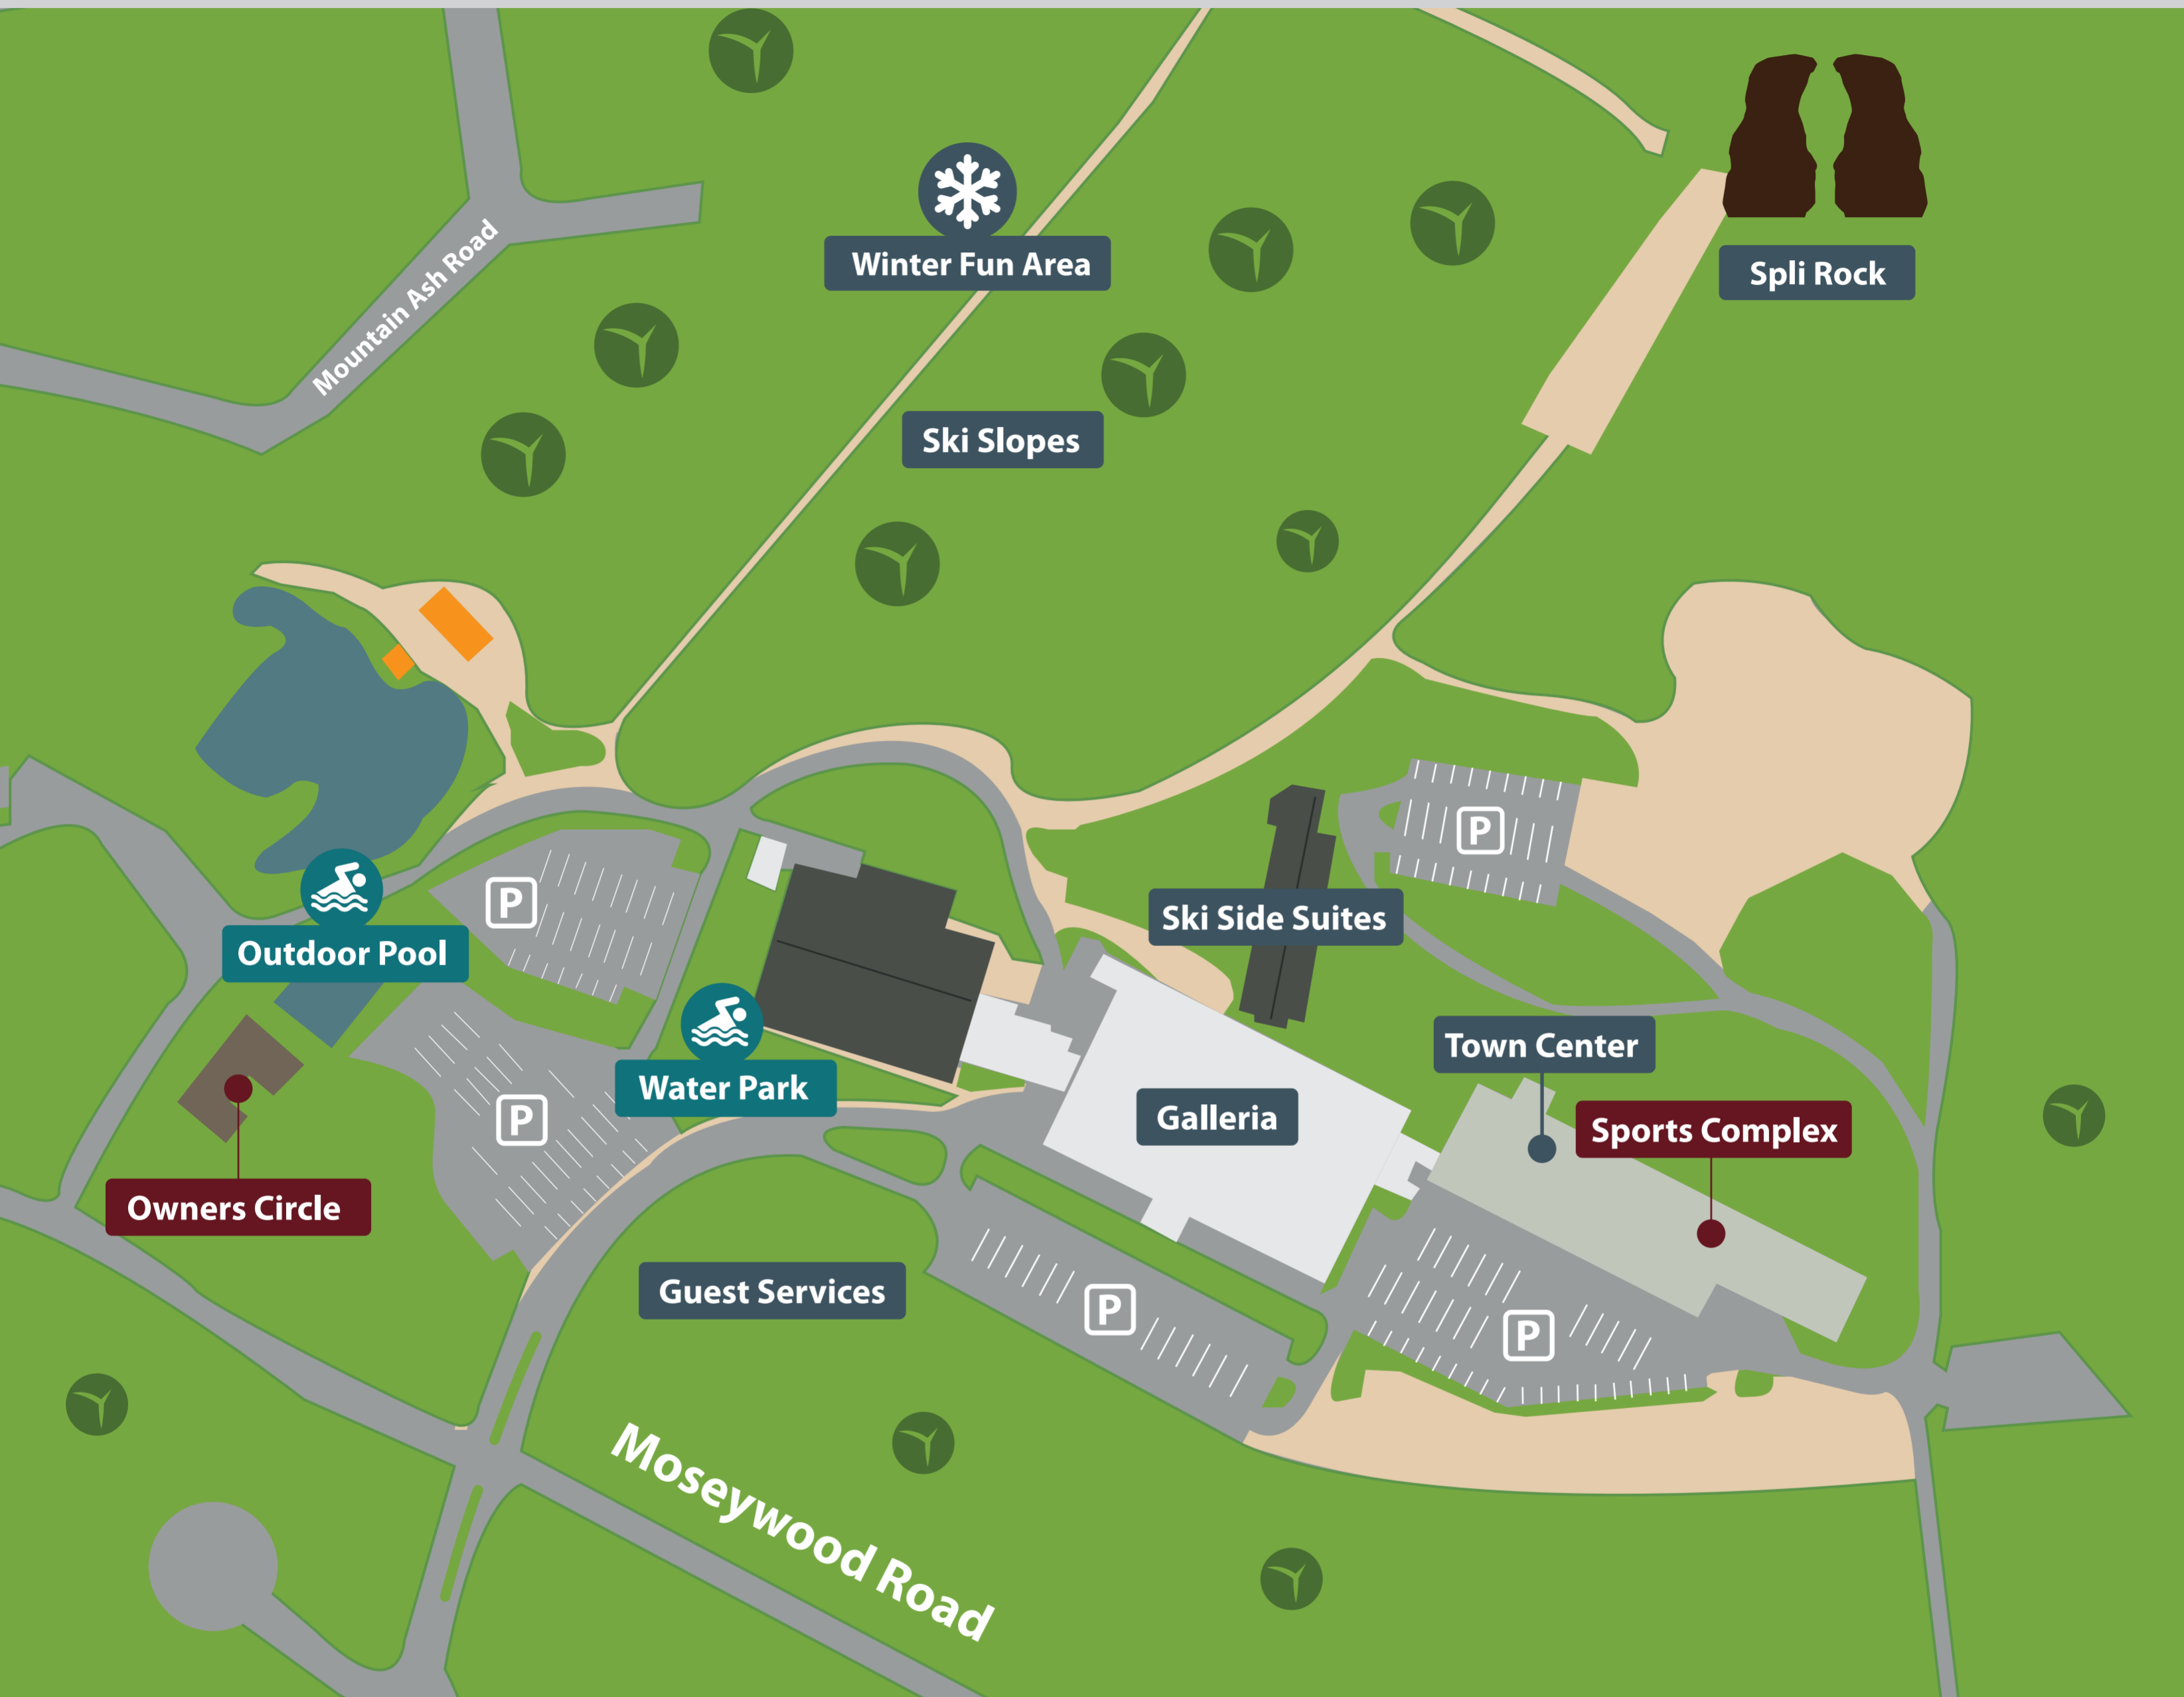 Mountain Ash Road
Winter Fun Area
Spli Rock
Ski Slopes
P
P
Ski Side Suites
Outdoor Pool
Town Center
Water Park
P
Galleria
Sports Complex
Owners Circle
Guest Services
P
P
Moseywood Road